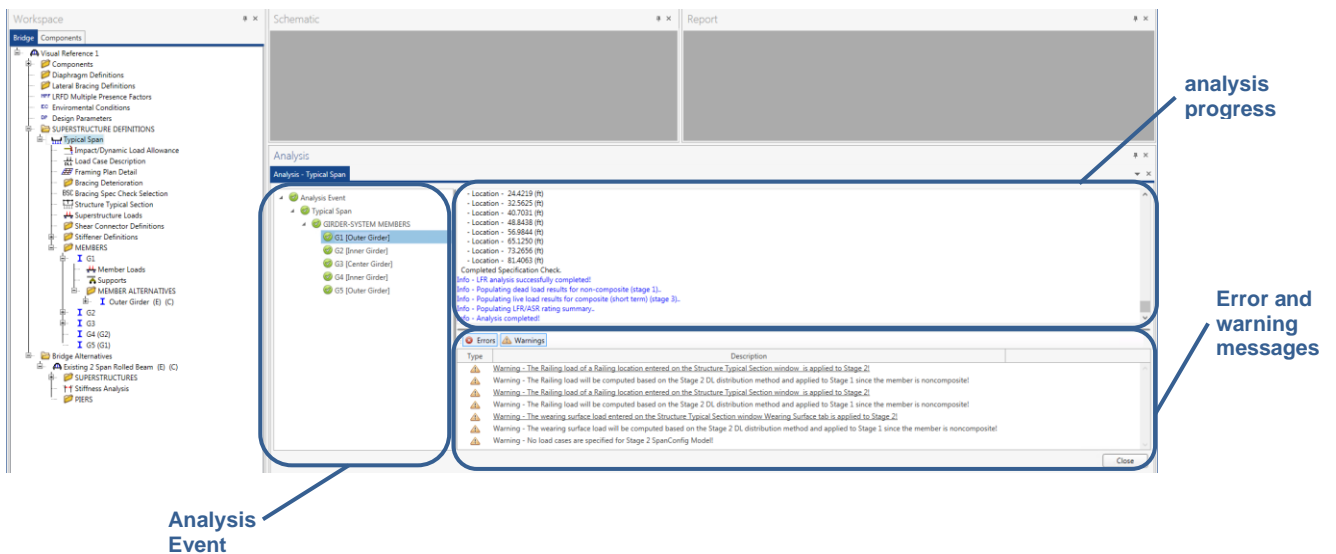 Workspace
Bridge Components
Visual Reference 1
Components
Diaphragm Definitions
Lateral Bracing Definitions
MPF LRFD Multiple Presence Factors
EC Enviromental Conditions
DP Design Parameters
SUPERSTRUCTURE DEFINITIONS
Typical Span
Impact/Dynamic Load Allowance
Load Case Description
Framing Plan Detail
Bracing Deterioration
BSC Bracing Spec Check Selection
Structure Typical Section
Superstructure Loads
Shear Connector Definitions
Stiffener Definitions
MEMBERS
G1
Member Loads
Supports
MEMBER ALTERNATIVES
Outer Girder (E) (C)
G2
G3
G4 (G2)
G5 (G1)
Bridge Alternatives
Existing 2 Span Rolled Beam (E) (C)
SUPERSTRUCTURES
Stiffness Analysis
PIERS
Schematic
Report
Analysis
Analysis - Typical Span
Analysis Event
Typical Span
GIRDER-SYSTEM MEMBERS
G1 [Outer Girder]
G2 [Inner Girder]
G3 [Center Girder]
G4 [Inner Girder]
G5 [Outer Girder]
- Location - 24.4219 (ft)
- Location - 32.5625 (ft)
- Location - 40.7031 (ft)
- Location - 48.8438 (ft)
- Location - 56.9844 (ft)
- Location - 65.1250 (ft)
- Location - 73.2656 (ft)
- Location - 81.4063 (ft)
Completed Specification Check.
Info - LFR analysis successfully completed!
Info - Populating dead load results for non-composite (stage 1)..
Info - Populating live load results for composite (short term) (stage 3)..
Info - Populating LFR/ASR rating summary..
Info - Analysis completed!
Errors Warnings
Type Description
Warning - The Railing load of a Railing location entered on the Structure Typical Section window is applied to Stage 2!
Warning - The Railing load will be computed based on the Stage 2 DL distribution method and applied to Stage 1 since the member is noncomposite!
Warning - The Railing load of a Railing location entered on the Structure Typical Section window is applied to Stage 2!
Warning - The Railing load will be computed based on the Stage 2 DL distribution method and applied to Stage 1 since the member is noncomposite!
Warning - The wearing surface load entered on the Structure Typical Section window Wearing Surface tab is applied to Stage 2!
Warning - The wearing surface load will be computed based on the Stage 2 DL distribution method and applied to Stage 1 since the member is noncomposite!
Warning - No load cases are specified for Stage 2 SpanConfig Model!
Close
analysis
progress
Error and
warning
messages
Analysis
Event